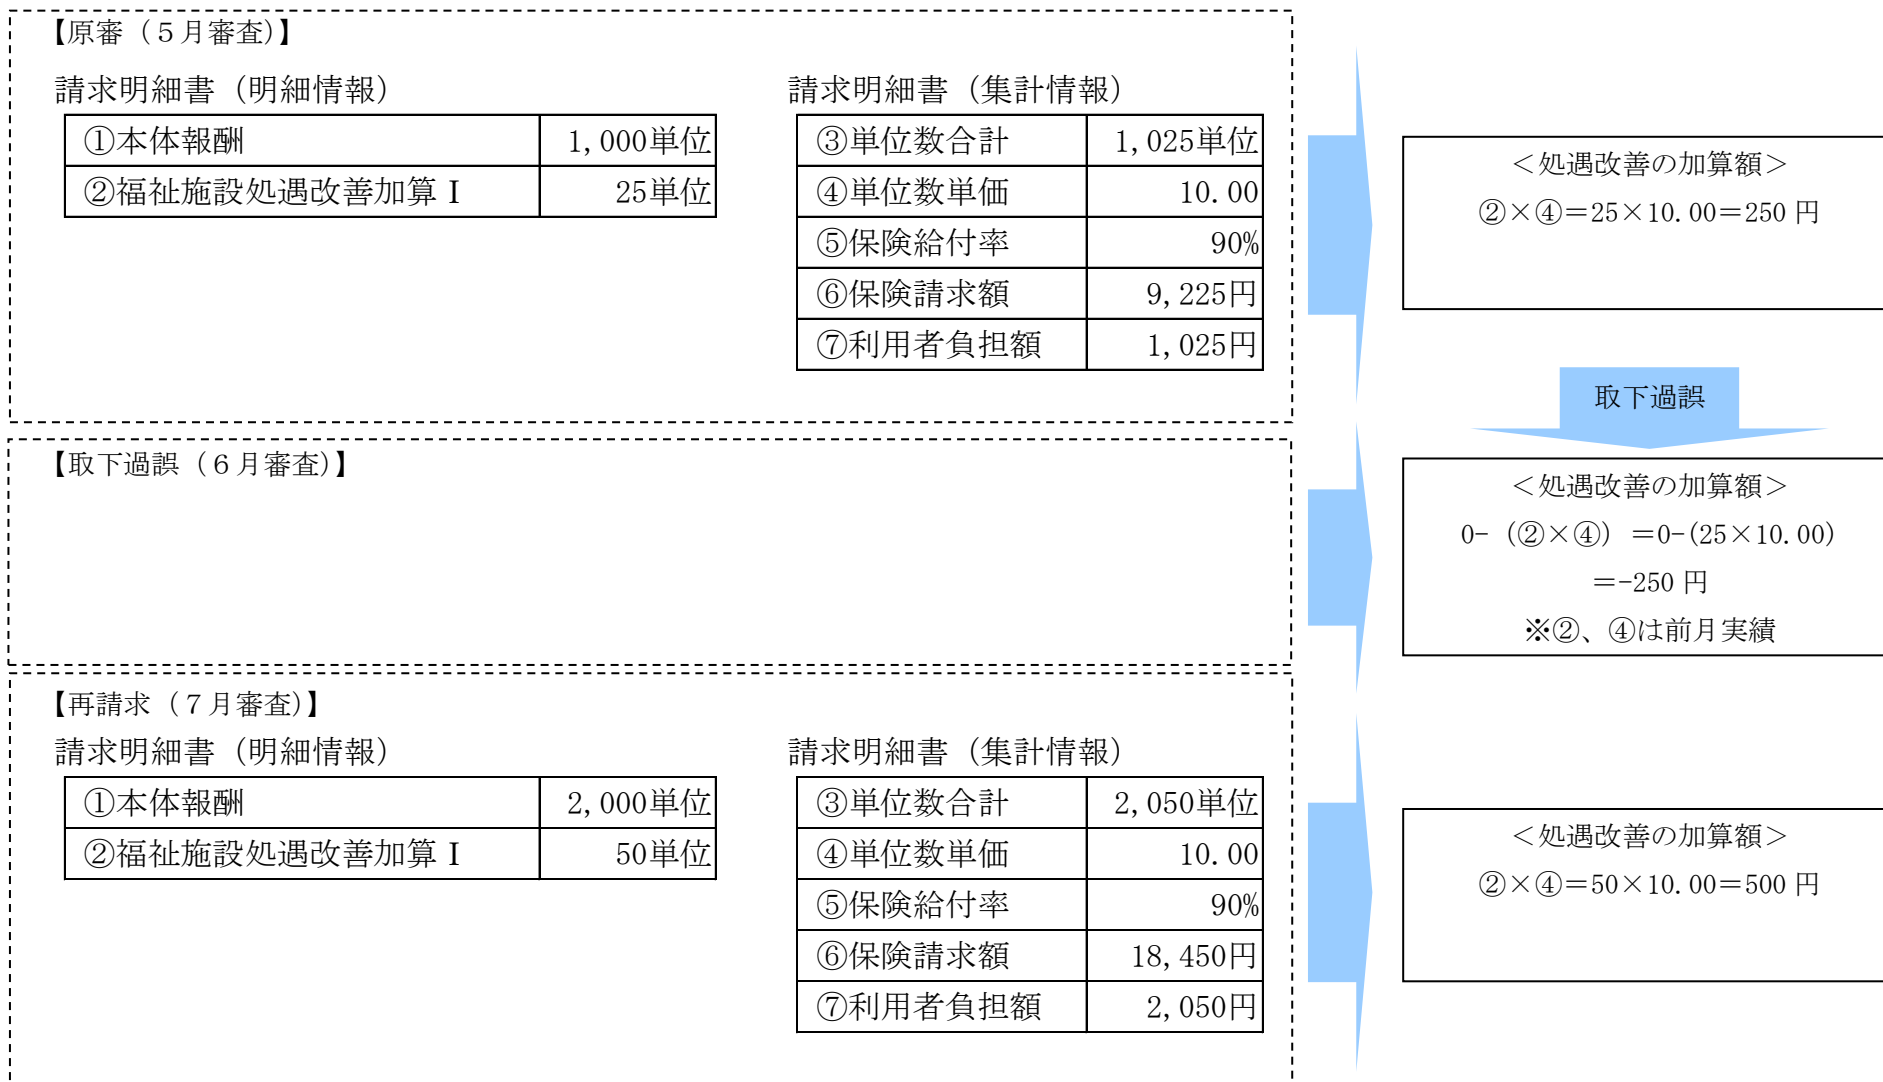 【原審（５月審査）】
請求明細書（明細情報）
①本体報酬 1,000単位
②福祉施設処遇改善加算Ⅰ 25単位
請求明細書（集計情報）
③単位数合計 1,025単位
④単位数単価 10.00
⑤保険給付率 90%
⑥保険請求額 9,225円
⑦利用者負担額 1,025円
＜処遇改善の加算額＞
②×④＝25×10.00＝250 円
取下過誤
【取下過誤（６月審査）】
＜処遇改善の加算額＞
0-（②×④）＝0-(25×10.00)
＝-250 円
※②、④は前月実績
【再請求（７月審査）】
請求明細書（明細情報）
①本体報酬 2,000単位
②福祉施設処遇改善加算Ⅰ 50単位
請求明細書（集計情報）
③単位数合計 2,050単位
④単位数単価 10.00
⑤保険給付率 90%
⑥保険請求額 18,450円
⑦利用者負担額 2,050円
＜処遇改善の加算額＞
②×④＝50×10.00＝500 円